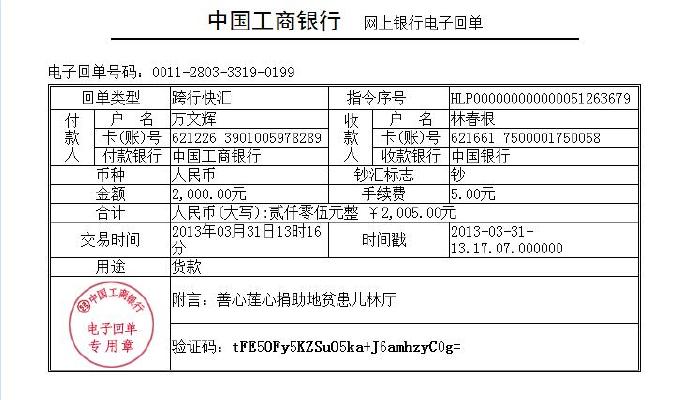 中国工商银行 网上银行电子回单
电子回单号码：0011-2803-3319-0199
回单类型 跨行快汇 指令序号 HLP000000000000051263679
付款人 户 名 万文辉 收款人 户 名 林春根
卡(账)号 621226 3901005978289 卡(账)号 621661 7500001750058
付款银行 中国工商银行 收款银行 中国银行
币种 人民币 钞汇标志 钞
金额 2,000.00元 手续费 5.00元
合计 人民币(大写):贰仟零伍元整 ￥2,005.00元
交易时间 2013年03月31日13时16分 时间戳 2013-03-31-13.17.07.000000
用途 货款
中国工商银行
电子回单
专用章
附言：善心莲心捐助地贫患儿林厅
验证码：tFE5OFy5KZSuO5ka+J6amhzyC0g=